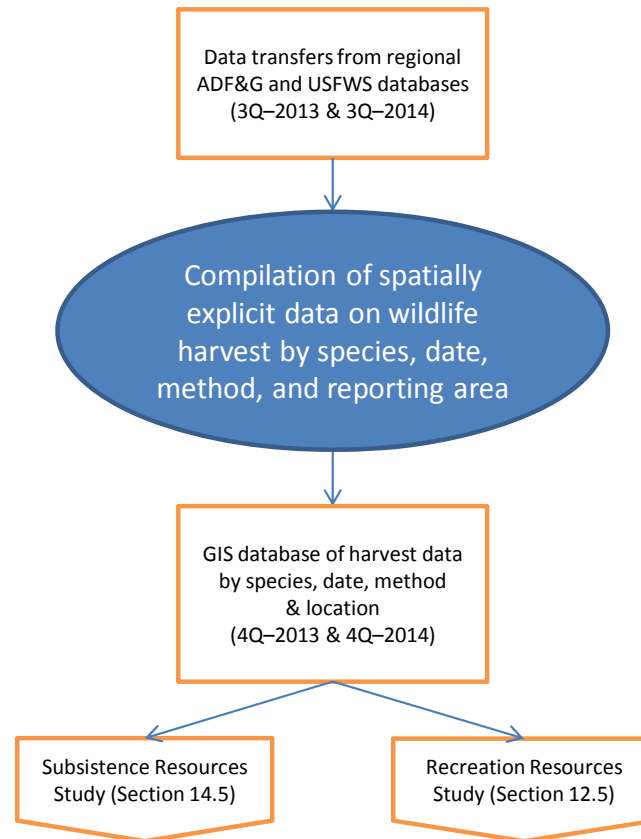 Data transfers from regional
ADF&G and USFWS databases
(3Q–2013 & 3Q–2014)
Compilation of spatially
explicit data on wildlife
harvest by species, date,
method, and reporting area
GIS database of harvest data
by species, date, method
& location
(4Q–2013 & 4Q–2014)
Subsistence Resources
Study (Section 14.5)
Recreation Resources
Study (Section 12.5)